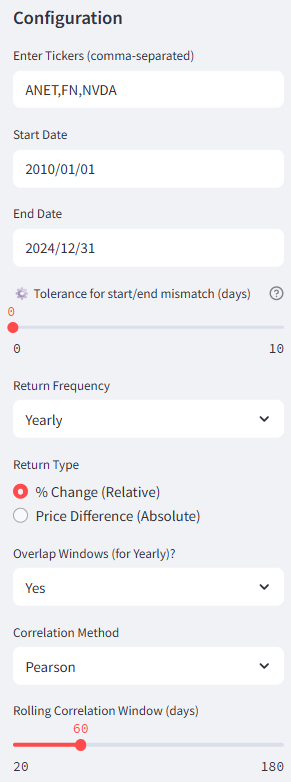 Configuration
Enter Tickers (comma-separated)
ANET,FN,NVDA
Start Date
2010/01/01
End Date
2024/12/31
Tolerance for start/end mismatch (days)
0
0 10
Return Frequency
Yearly
Return Type
% Change (Relative)
Price Difference (Absolute)
Overlap Windows (for Yearly)?
Yes
Correlation Method
Pearson
Rolling Correlation Window (days)
60
20 180